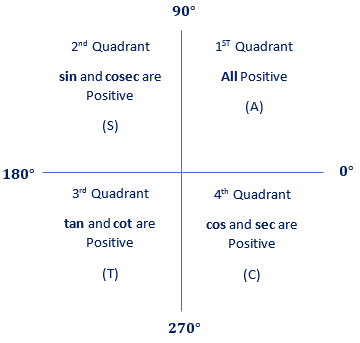 90°
2nd Quadrant
sin and cosec are
Positive
(S)
1ST Quadrant
All Positive
(A)
180°
0°
3rd Quadrant
tan and cot are
Positive
(T)
4th Quadrant
cos and sec are
Positive
(C)
270°